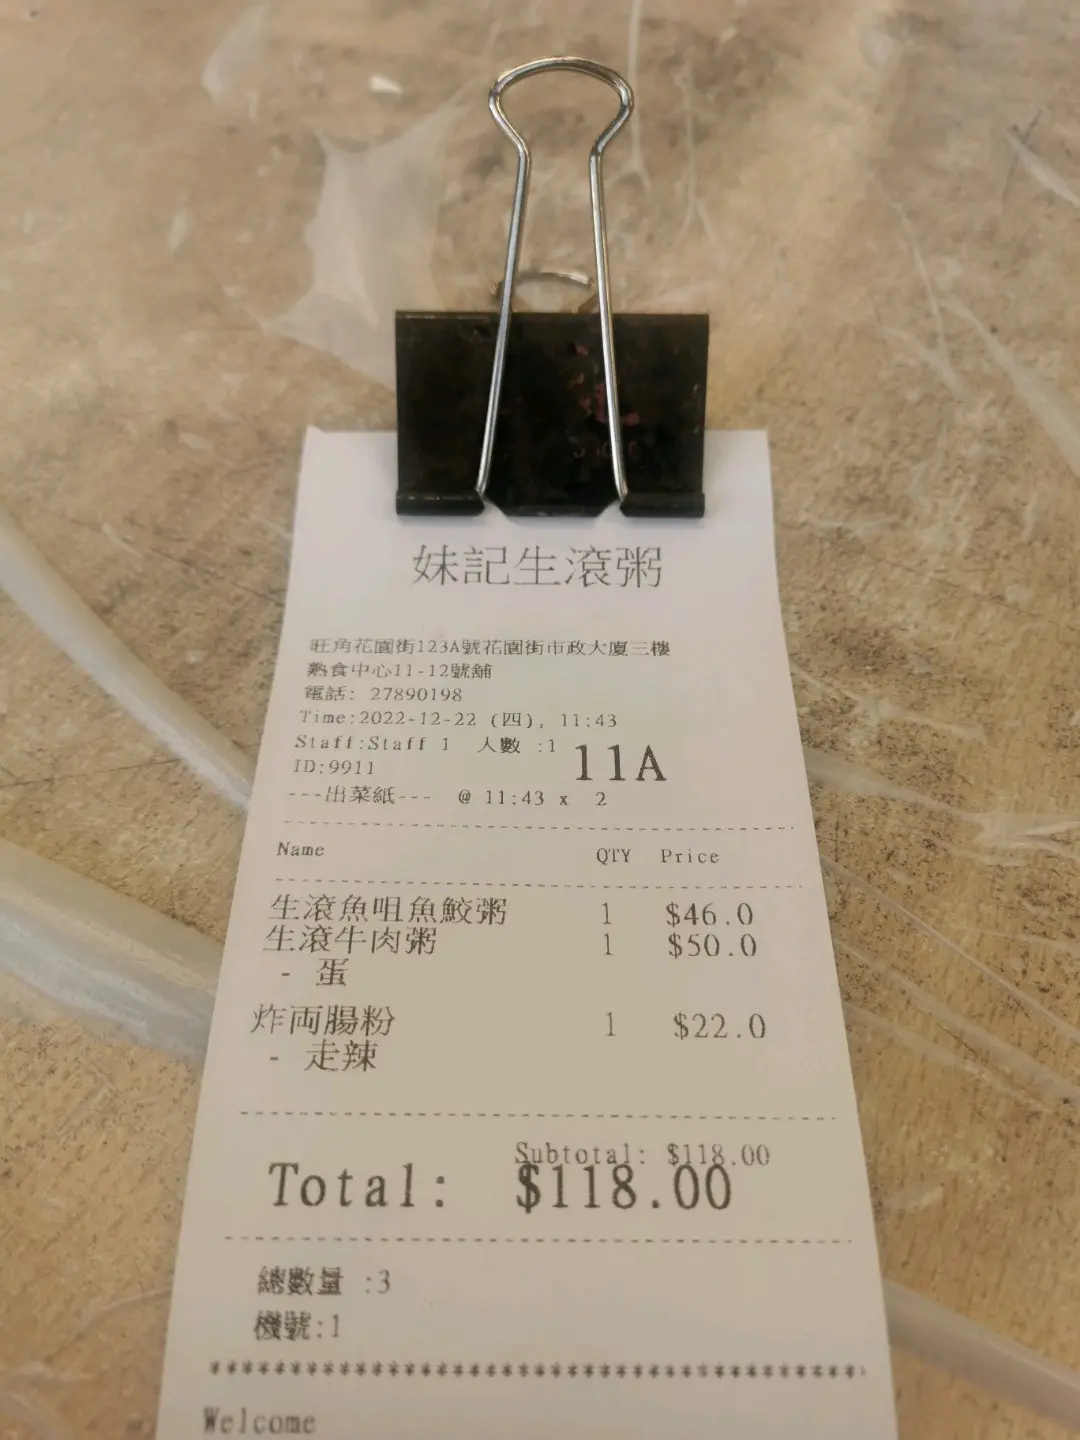 妹記生滾粥
旺角花園街123A號花園街市政大廈三樓
熟食中心11-12號舖
電話: 27890198
Time:2022-12-22 (四), 11:43
Staff:Staff 1 人數 :1 11A
ID:9911
---出菜紙--- @ 11:43 x 2
Name QTY Price
生滾魚咀魚鮫粥 1 $46.0
生滾牛肉粥 1 $50.0
- 蛋
炸両腸粉 1 $22.0
- 走辣
Subtotal: $118.00
Total: $118.00
總數量 :3
機號:1
****************************************
Welcome